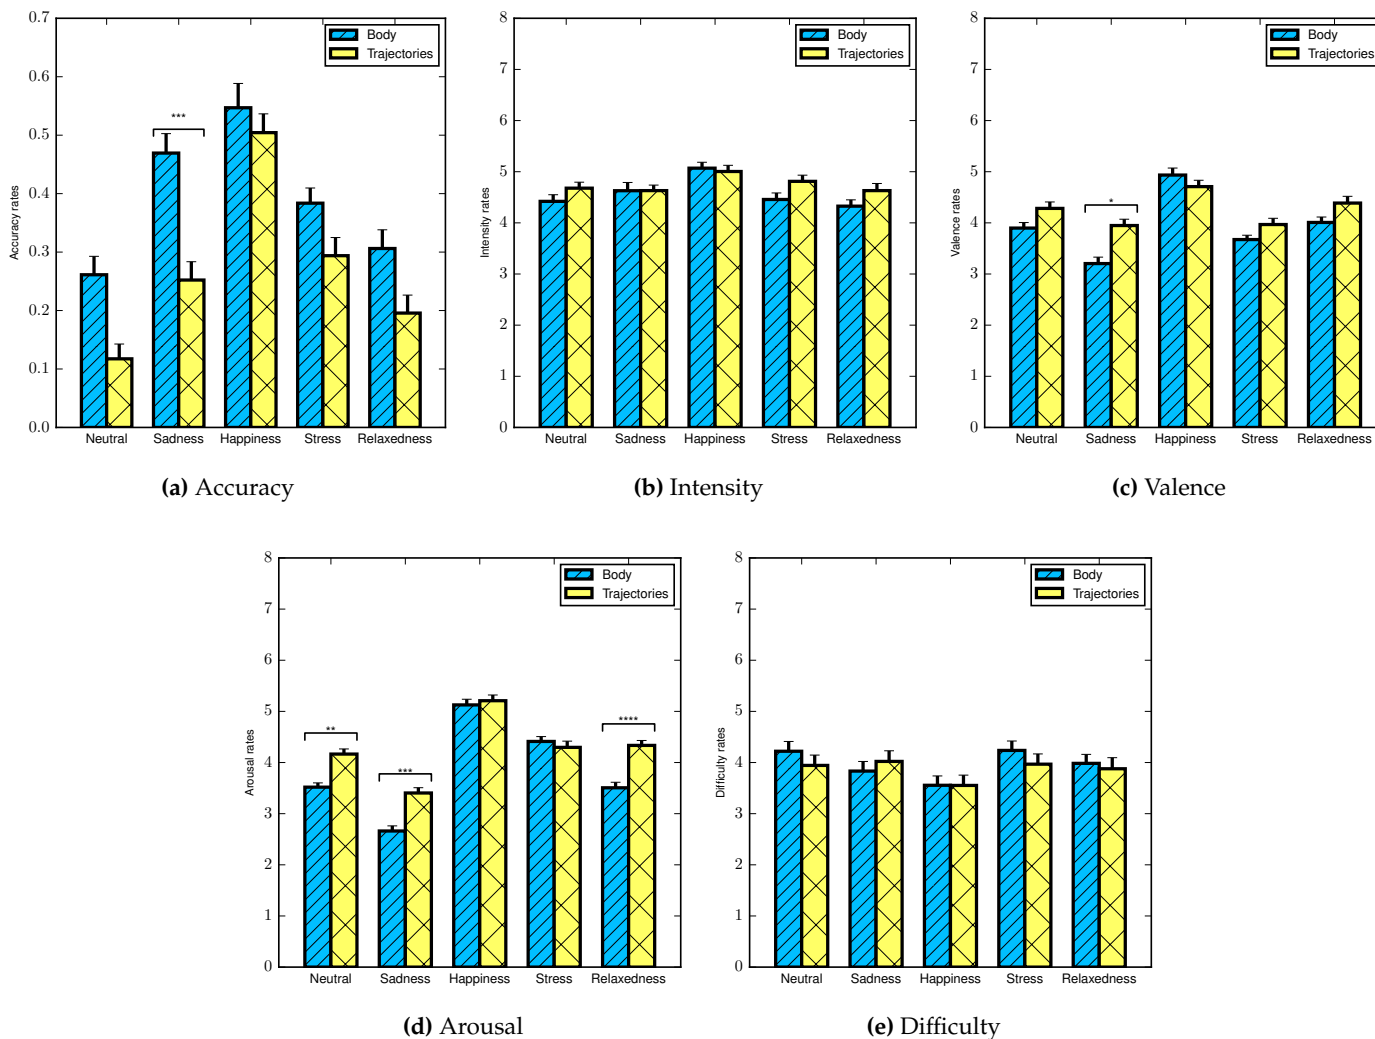 0.7
0.6
0.5
0.4
0.3
0.2
0.1
0.0
Accuracy rates
Body
Trajectories
***
Neutral
Sadness
Happiness
Stress
Relaxedness
(a) Accuracy
8
7
6
5
4
3
2
1
0
Intensity rates
Body
Trajectories
Neutral
Sadness
Happiness
Stress
Relaxedness
(b) Intensity
8
7
6
5
4
3
2
1
0
Valence rates
Body
Trajectories
*
Neutral
Sadness
Happiness
Stress
Relaxedness
(c) Valence
8
7
6
5
4
3
2
1
0
Arousal rates
Body
Trajectories
**
***
****
Neutral
Sadness
Happiness
Stress
Relaxedness
(d) Arousal
8
7
6
5
4
3
2
1
0
Difficulty rates
Body
Trajectories
Neutral
Sadness
Happiness
Stress
Relaxedness
(e) Difficulty